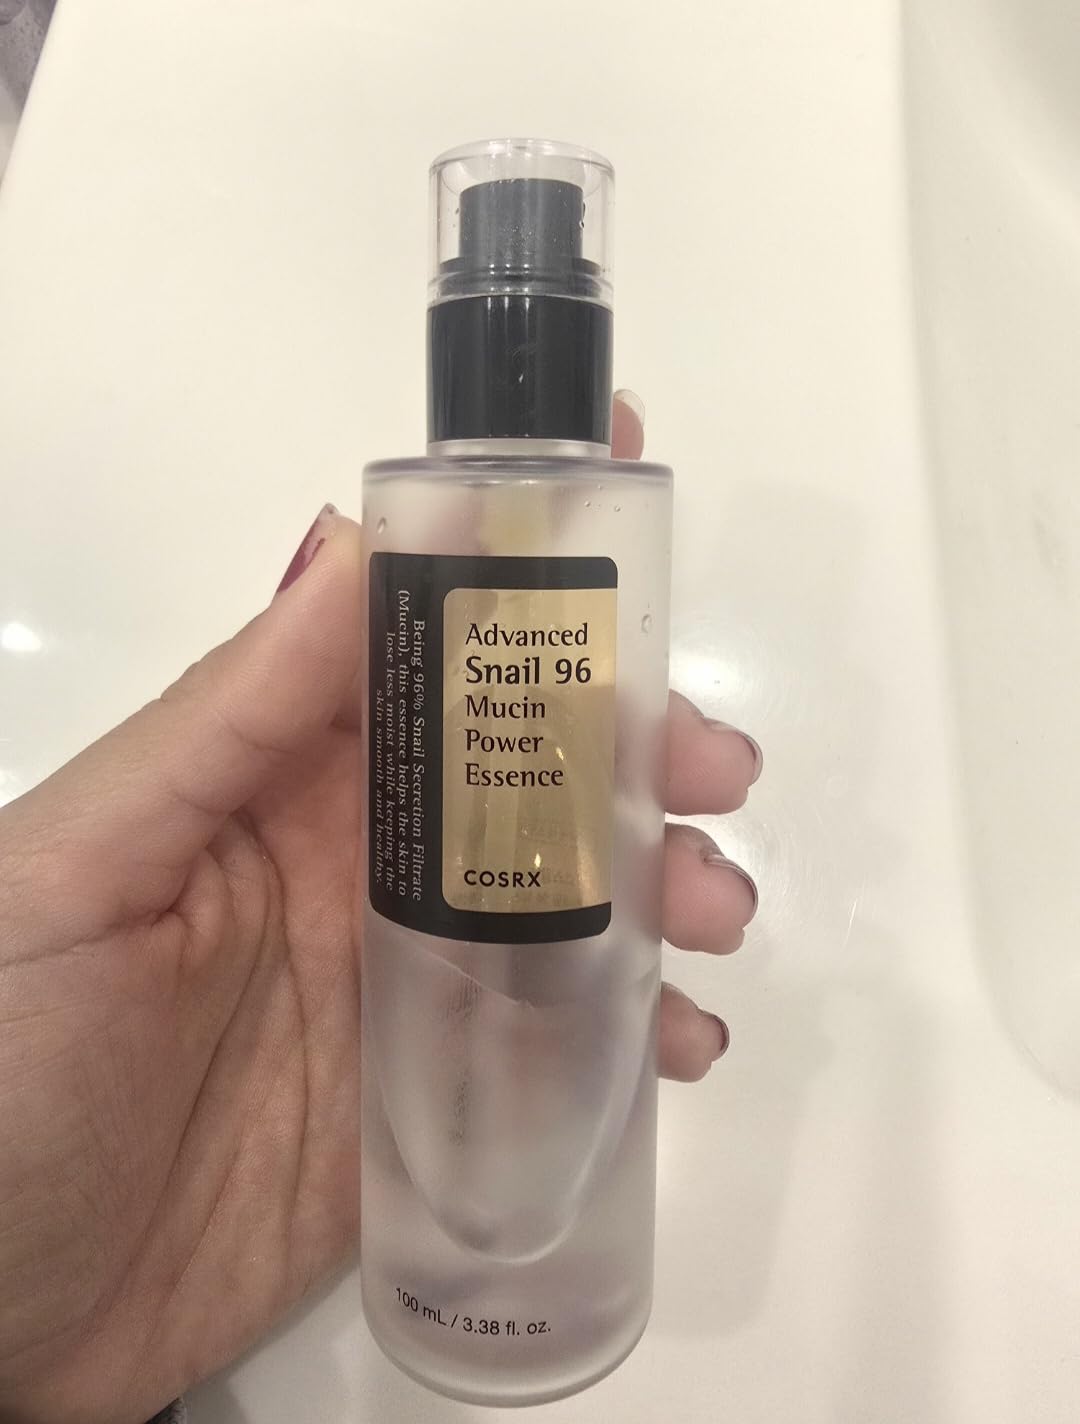 Advanced
Snail 96
Mucin
Power
Essence
COSRX
Being 96% Snail Secretion Filtrate
(Mucin), this essence helps the skin to
lose less moist while keeping the
skin smooth and healthy.
100 mL / 3.38 fl. oz.